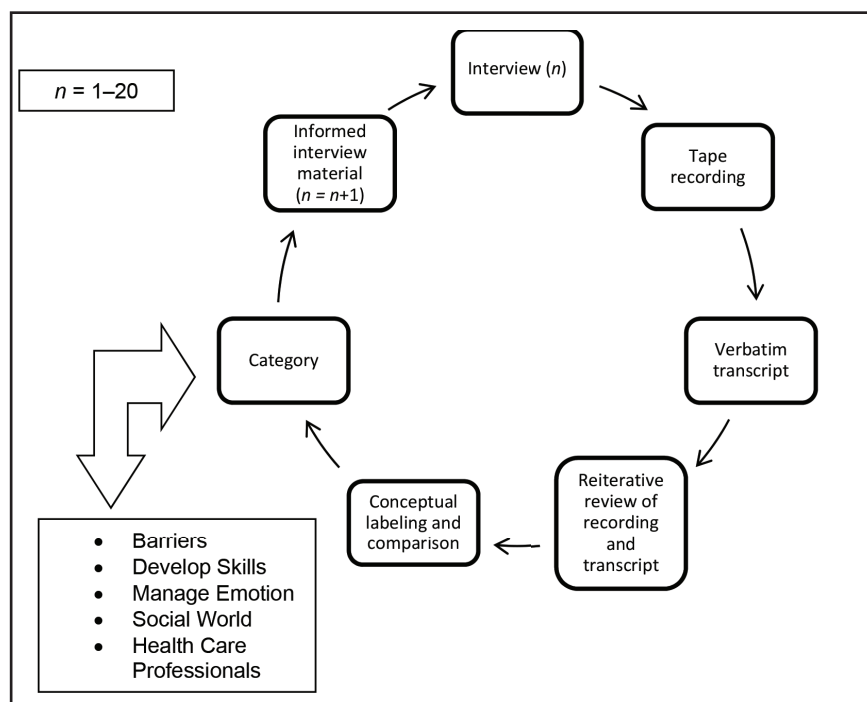 n = 1–20
Interview (n)
Tape
recording
Verbatim
transcript
Reiterative
review of
recording
and
transcript
Conceptual
labeling and
comparison
Category
Informed
interview
material
(n = n+1)
• Barriers
• Develop Skills
• Manage Emotion
• Social World
• Health Care
Professionals